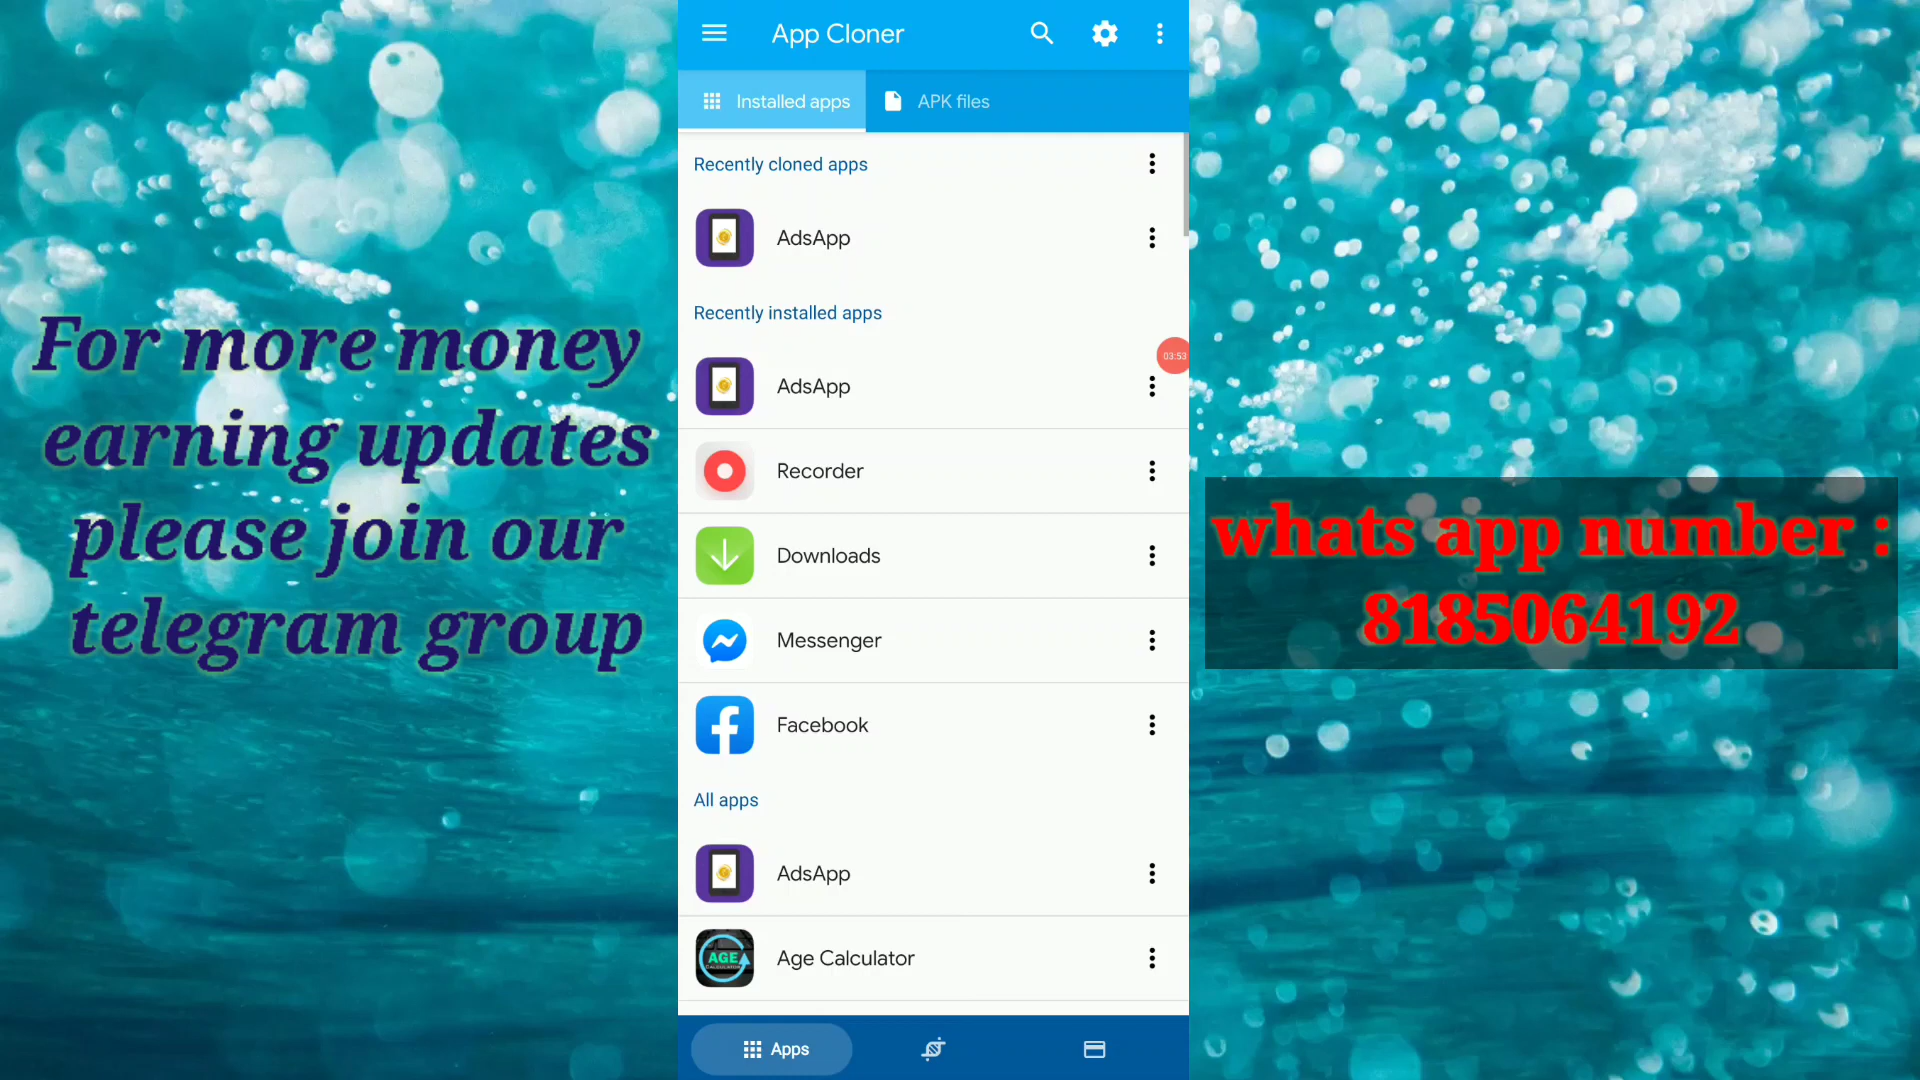 For more money
earning updates
please join our
telegram group
App Cloner
Installed apps
APK files
Recently cloned apps
AdsApp
Recently installed apps
03:53
AdsApp
Recorder
Downloads
Messenger
Facebook
All apps
AdsApp
AGE
CALCULATOR
Age Calculator
Apps
whats app number :
8185064192